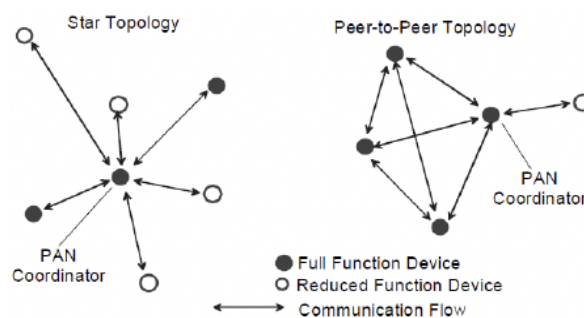 Star Topology
Peer-to-Peer Topology
PAN
Coordinator
PAN
Coordinator
Full Function Device
Reduced Function Device
Communication Flow